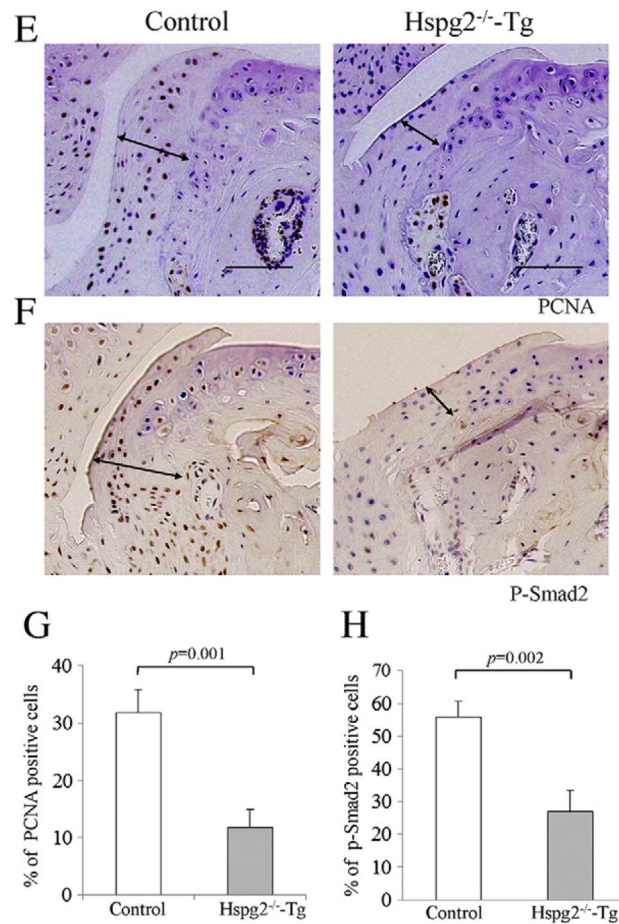 E Control Hspg2⁻/⁻-Tg
PCNA
F
P-Smad2
G
% of PCNA positive cells
40
30
20
10
0
p=0.001
Control Hspg2⁻/⁻-Tg
H
% of p-Smad2 positive cells
70
60
50
40
30
20
10
0
p=0.002
Control Hspg2⁻/⁻-Tg